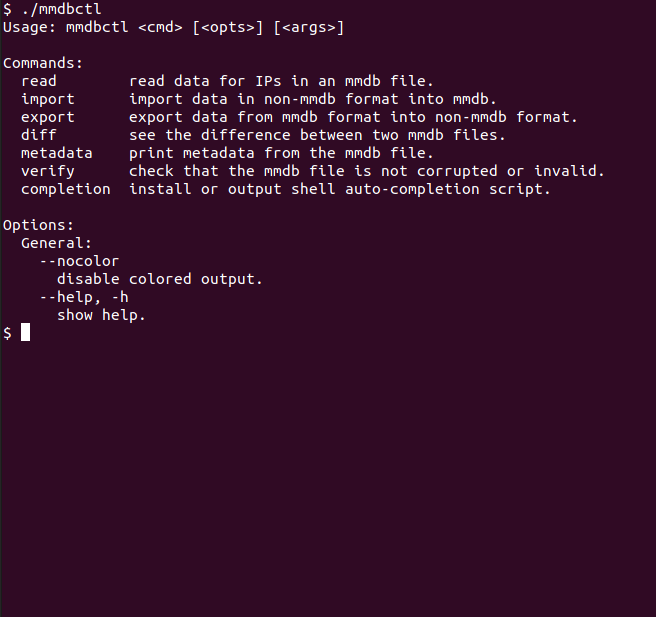 $ ./mmdbctl
Usage: mmdbctl <cmd> [<opts>] [<args>]

Commands:
  read        read data for IPs in an mmdb file.
  import      import data in non-mmdb format into mmdb.
  export      export data from mmdb format into non-mmdb format.
  diff        see the difference between two mmdb files.
  metadata    print metadata from the mmdb file.
  verify      check that the mmdb file is not corrupted or invalid.
  completion  install or output shell auto-completion script.

Options:
  General:
    --nocolor
      disable colored output.
    --help, -h
      show help.
$